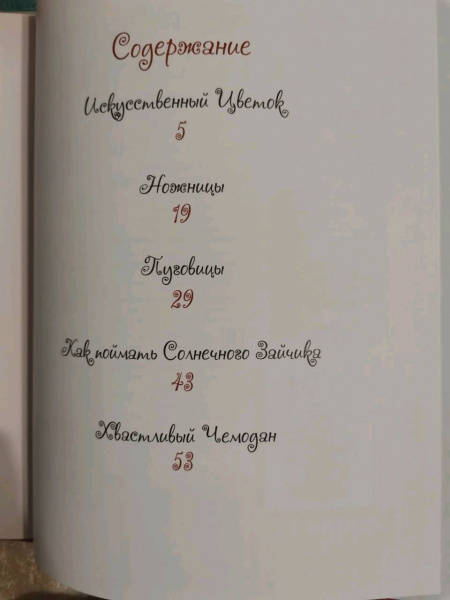 Содержание
Искусственный Цветок
5
Ножницы
19
Пуговицы
29
Как поймать Солнечного Зайчика
43
Хвастливый Чемодан
53